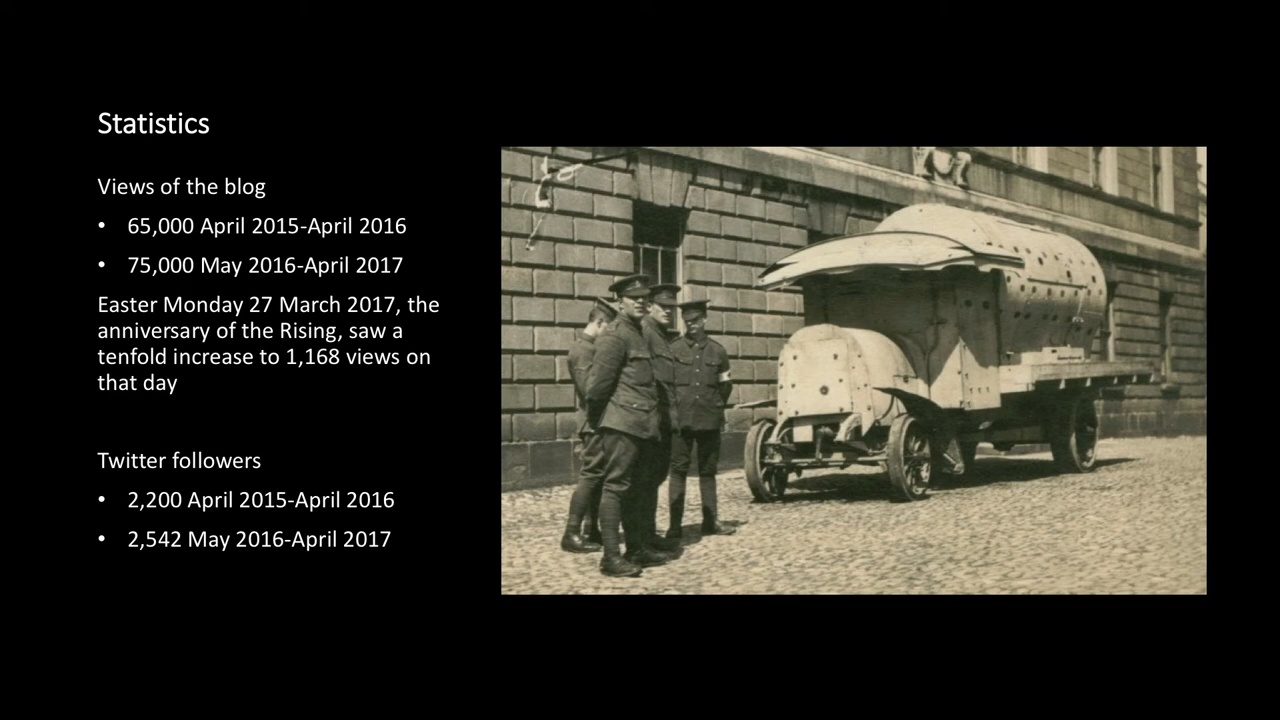 Statistics
Views of the blog
• 65,000 April 2015-April 2016
• 75,000 May 2016-April 2017
Easter Monday 27 March 2017, the
anniversary of the Rising, saw a
tenfold increase to 1,168 views on
that day
Twitter followers
• 2,200 April 2015-April 2016
• 2,542 May 2016-April 2017